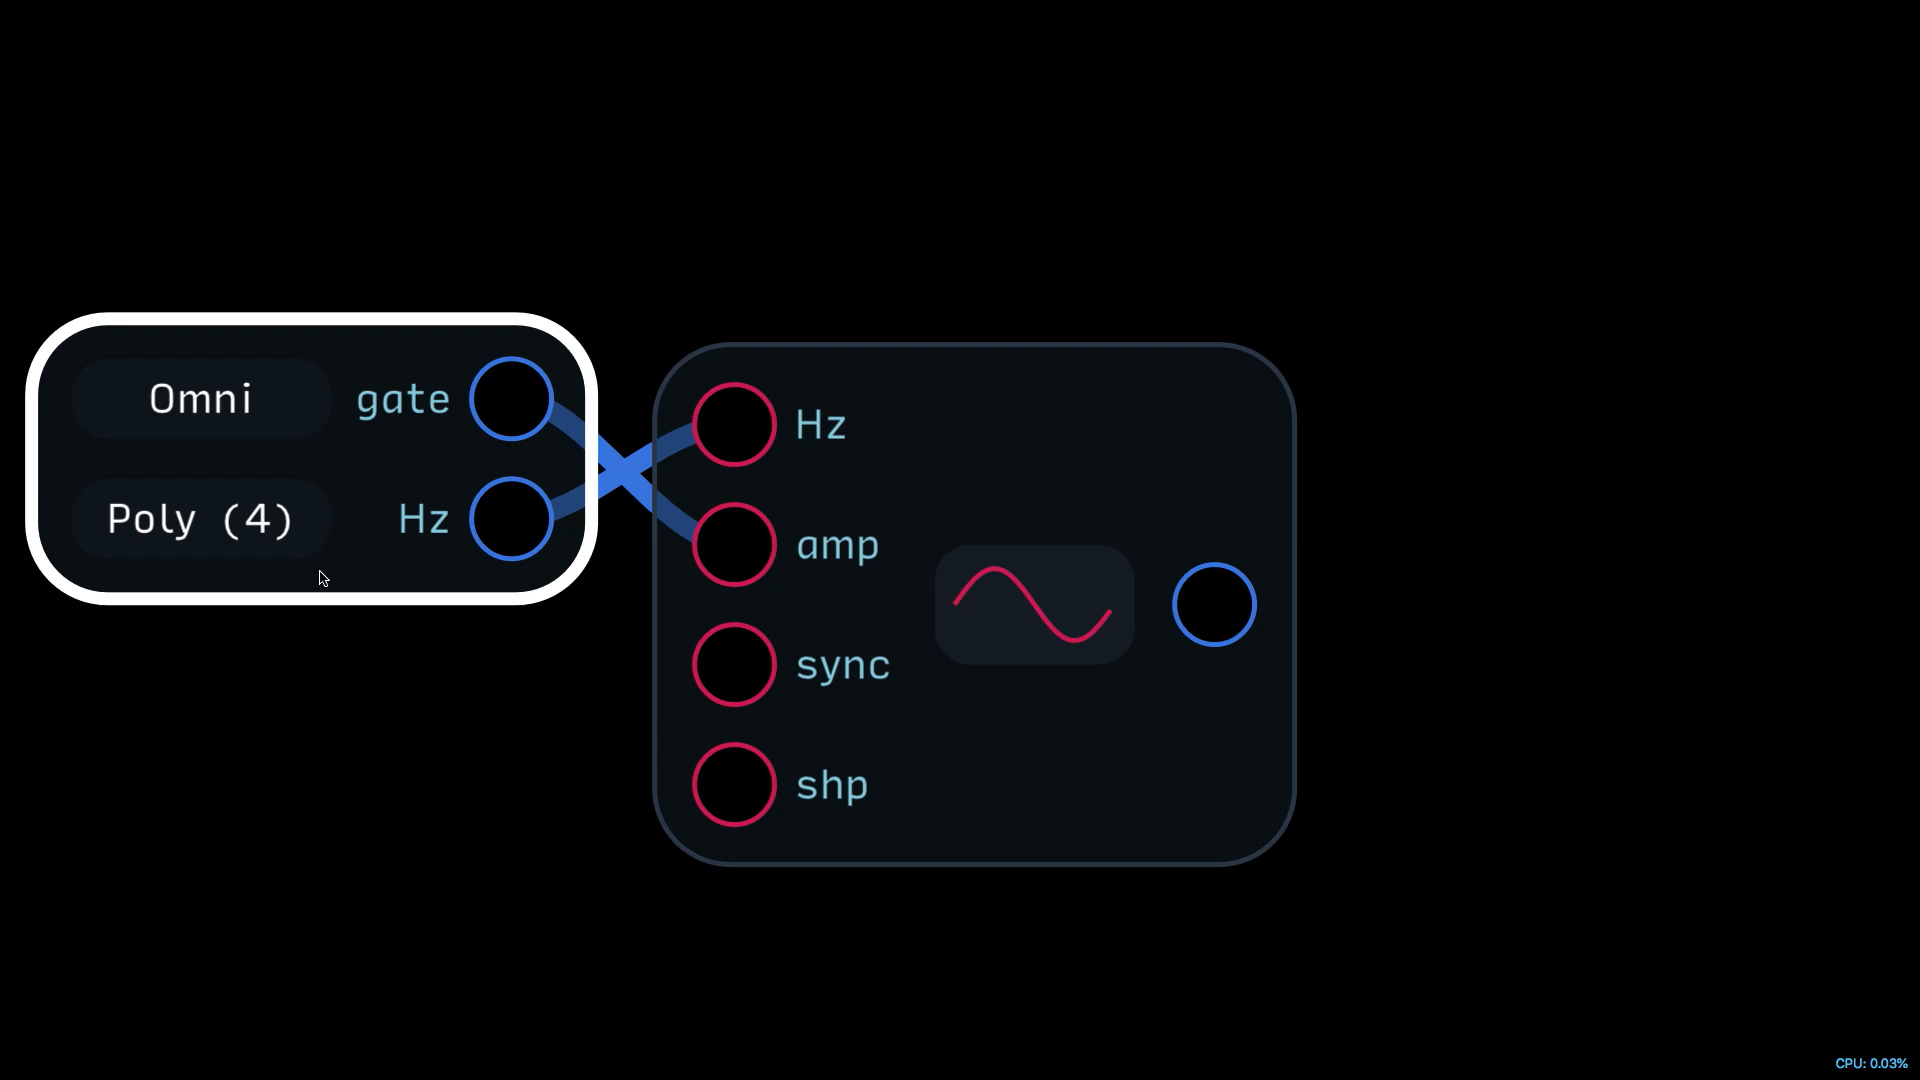 Omni gate
Poly (4) Hz
Hz
amp
sync
shp
CPU: 0.03%